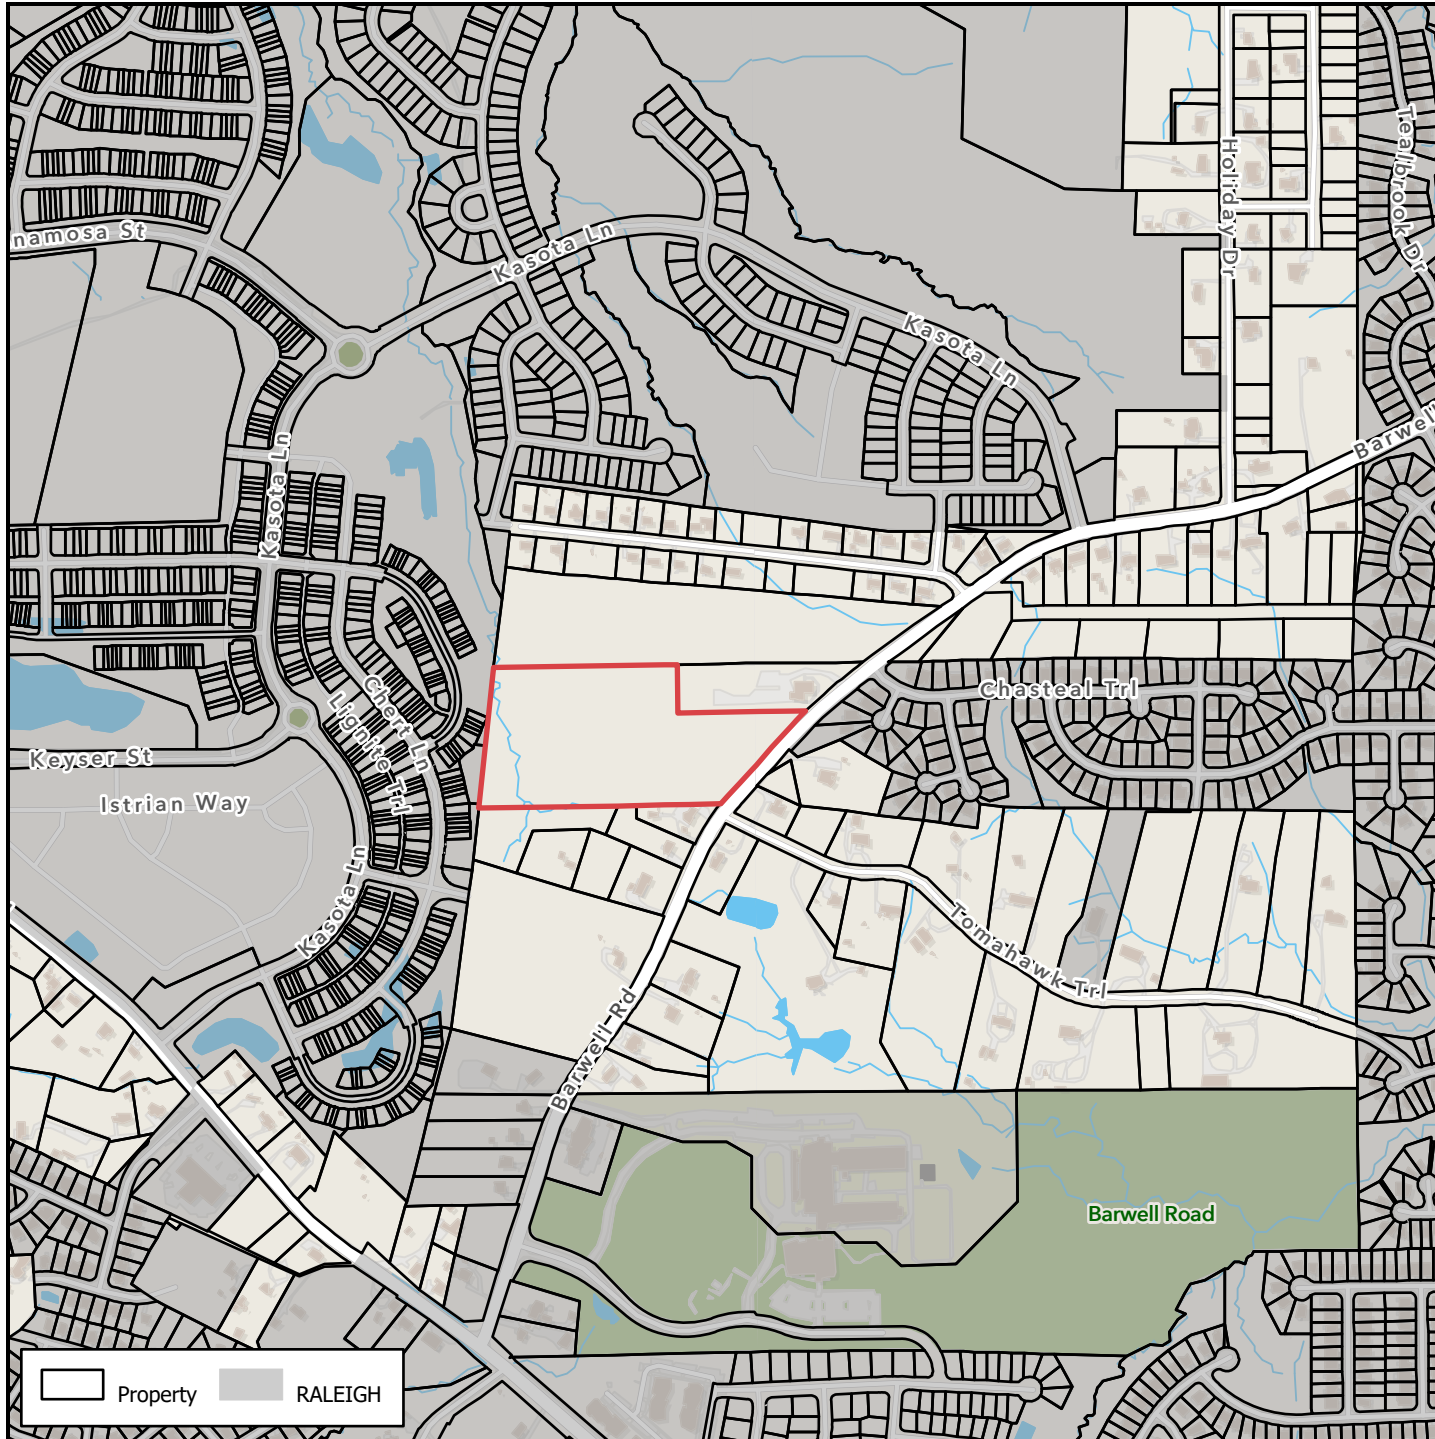 Teallbrook Dr
Holiday Dr
namosa St
Kasota Ln
Kasota Ln
Barwell
Kasota Ln
Chasteal Trl
Chert Ln
Lignite Trl
Keyser St
Istrian Way
Kasota Ln
Tomahawk Trl
Barwell Rd
Barwell Road
Property
RALEIGH